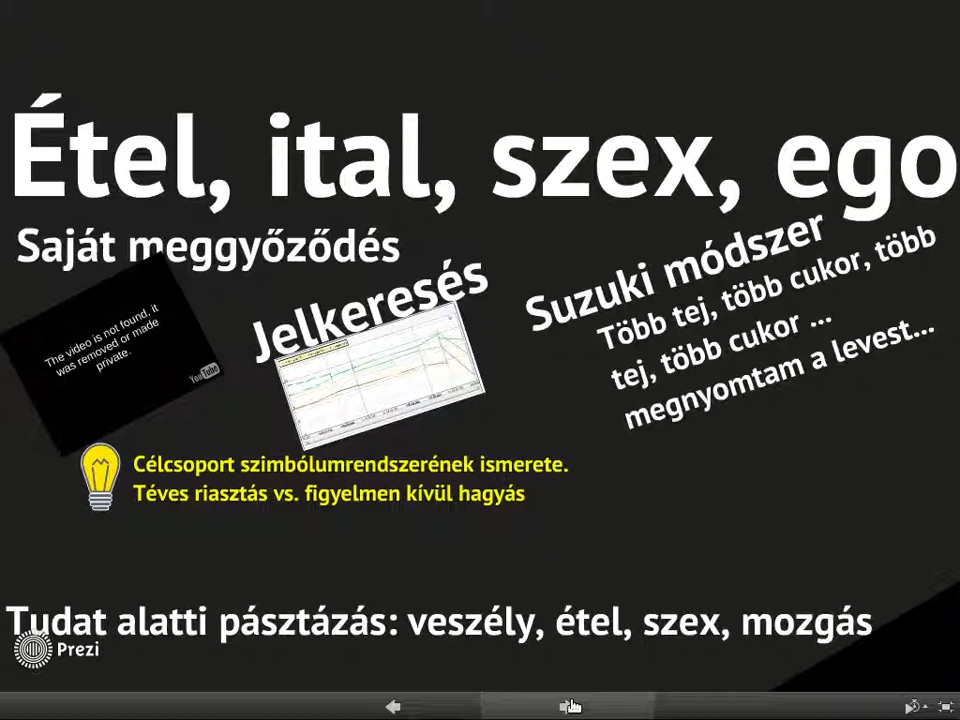 Étel, ital, szex, ego
Saját meggyőződés
The video is not found, it
was removed or made
private.
YouTube
Jelkeresés
Suzuki módszer
Több tej, több cukor, több
tej, több cukor ...
megnyomtam a levest...
Célcsoport szimbólumrendszerének ismerete.
Téves riasztás vs. figyelmen kívül hagyás
Tudat alatti pásztázás: veszély, étel, szex, mozgás
Prezi